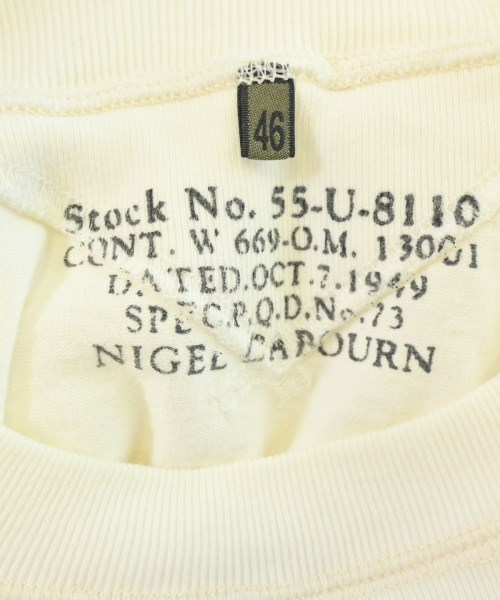 46
Stock No. 55-U-8110
CONT. W 669-O.M. 13001
DATED.OCT.7.1949
SPEC.P.Q.D.No.73
NIGEL CABOURN